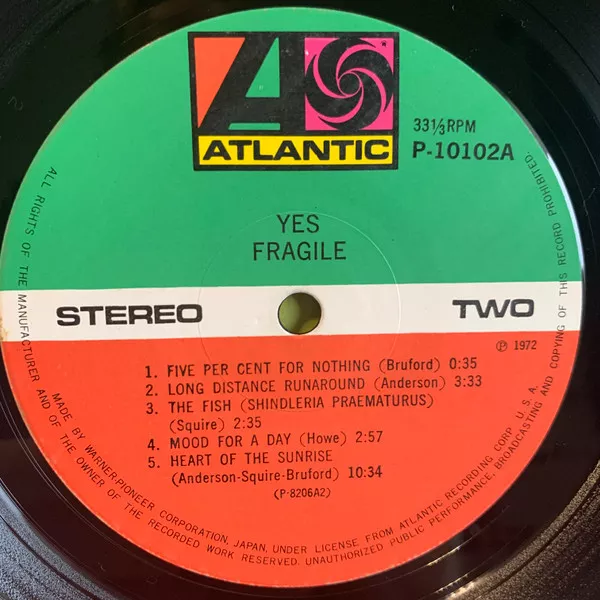 ATLANTIC
33⅓RPM
P-10102A
YES
FRAGILE
STEREO
TWO
Ⓟ 1972
1. FIVE PER CENT FOR NOTHING (Bruford) 0:35
2. LONG DISTANCE RUNAROUND (Anderson) 3:33
3. THE FISH (SHINDLERIA PRAEMATURUS)
(Squire) 2:35
4. MOOD FOR A DAY (Howe) 2:57
5. HEART OF THE SUNRISE
(Anderson-Squire-Bruford) 10:34
(P-8206A2)
MADE BY WARNER-PIONEER CORPORATION, JAPAN, UNDER LICENSE FROM ATLANTIC RECORDING CORP. U.S.A.
ALL RIGHTS OF THE MANUFACTURER AND OF THE OWNER OF THE RECORDED WORK RESERVED. UNAUTHORIZED PUBLIC PERFORMANCE, BROADCASTING AND COPYING OF THIS RECORD PROHIBITED.